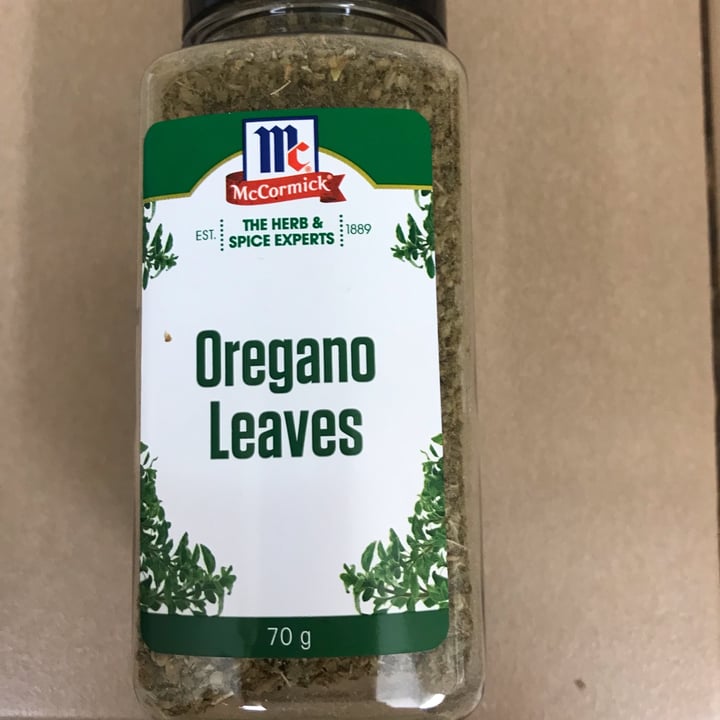 Mc
McCormick®
EST. THE HERB & 1889
SPICE EXPERTS
Oregano
Leaves
70 g